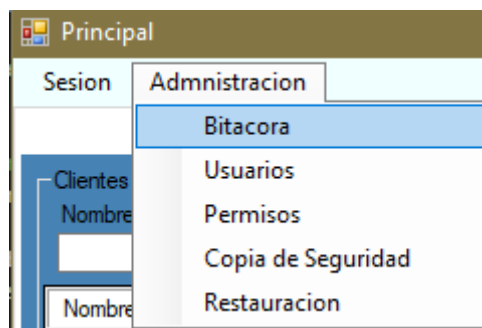 Principal
Sesion Admnistracion
Bitacora
Usuarios
Permisos
Copia de Seguridad
Restauracion
Clientes
Nombre
Nombre